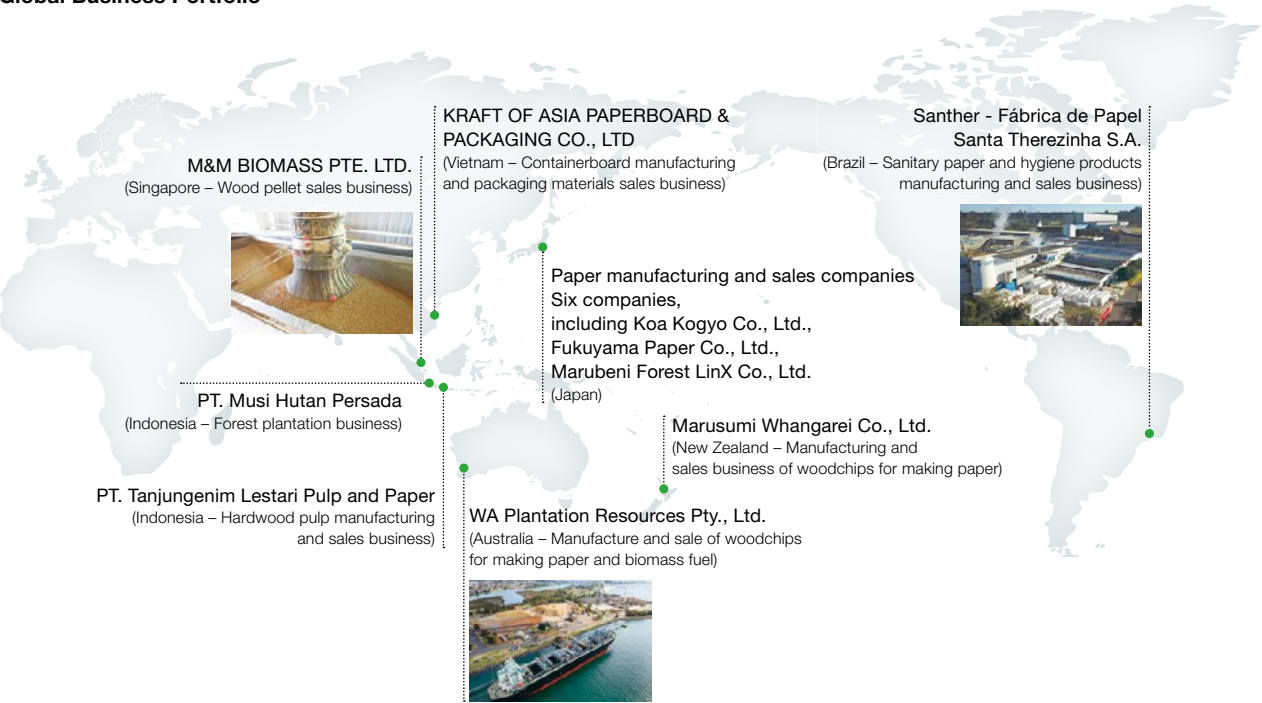 Global Business Portfolio
KRAFT OF ASIA PAPERBOARD &
PACKAGING CO., LTD
(Vietnam – Containerboard manufacturing
and packaging materials sales business)
Santher - Fábrica de Papel
Santa Therezinha S.A.
(Brazil – Sanitary paper and hygiene products
manufacturing and sales business)
M&M BIOMASS PTE. LTD.
(Singapore – Wood pellet sales business)
Paper manufacturing and sales companies
Six companies,
including Koa Kogyo Co., Ltd.,
Fukuyama Paper Co., Ltd.,
Marubeni Forest LinX Co., Ltd.
(Japan)
PT. Musi Hutan Persada
(Indonesia – Forest plantation business)
Marusumi Whangarei Co., Ltd.
(New Zealand – Manufacturing and
sales business of woodchips for making paper)
PT. Tanjungenim Lestari Pulp and Paper
(Indonesia – Hardwood pulp manufacturing
and sales business)
WA Plantation Resources Pty., Ltd.
(Australia – Manufacture and sale of woodchips
for making paper and biomass fuel)